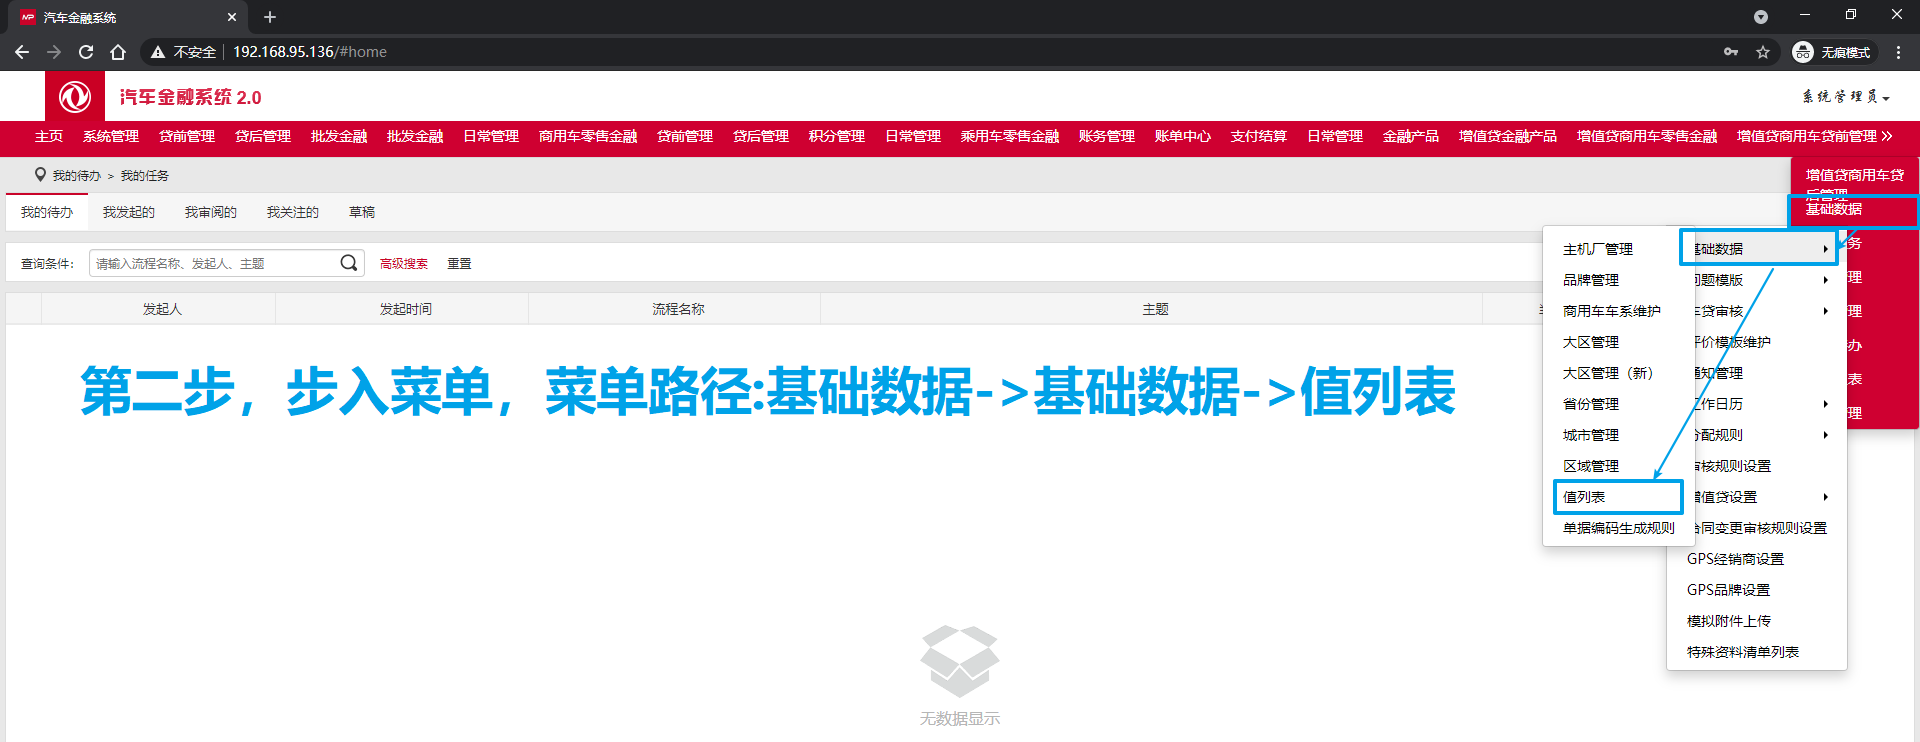 汽车金融系统
不安全 192.168.95.136/#home 无痕模式
汽车金融系统 2.0
系统管理员
主页 系统管理 贷前管理 贷后管理 批发金融 批发金融 日常管理 商用车零售金融 贷前管理 贷后管理 积分管理 日常管理 乘用车零售金融 账务管理 账单中心 支付结算 日常管理 金融产品 增值贷金融产品 增值贷商用车零售金融 增值贷商用车贷前管理
我的待办 > 我的任务
增值贷商用车贷
后管理
基础数据
务
理
理
办
表
理
我的待办 我发起的 我审阅的 我关注的 草稿
查询条件: 请输入流程名称、发起人、主题 高级搜索 重置
发起人 发起时间 流程名称 主题
第二步，步入菜单，菜单路径:基础数据->基础数据->值列表
主机厂管理
品牌管理
商用车车系维护
大区管理
大区管理（新）
省份管理
城市管理
区域管理
值列表
单据编码生成规则
基础数据
问题模版
车贷审核
评价模板维护
通知管理
工作日历
分配规则
审核规则设置
增值贷设置
合同变更审核规则设置
GPS经销商设置
GPS品牌设置
模拟附件上传
特殊资料清单列表
无数据显示